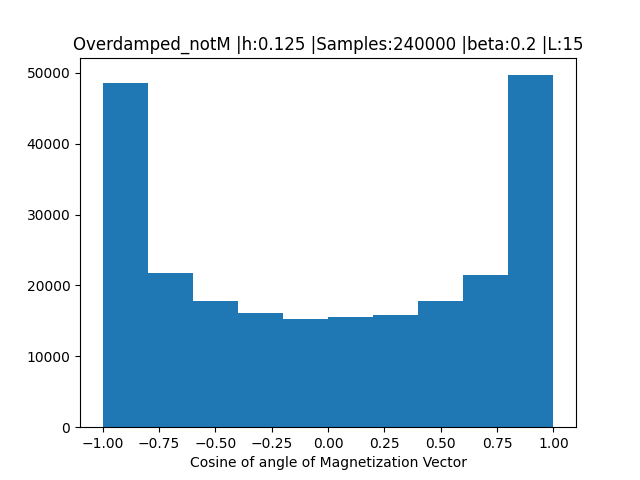 Overdamped_notM |h:0.125 |Samples:240000 |beta:0.2 |L:15
50000
40000
30000
20000
10000
0
−1.00 −0.75 −0.50 −0.25 0.00 0.25 0.50 0.75 1.00
Cosine of angle of Magnetization Vector